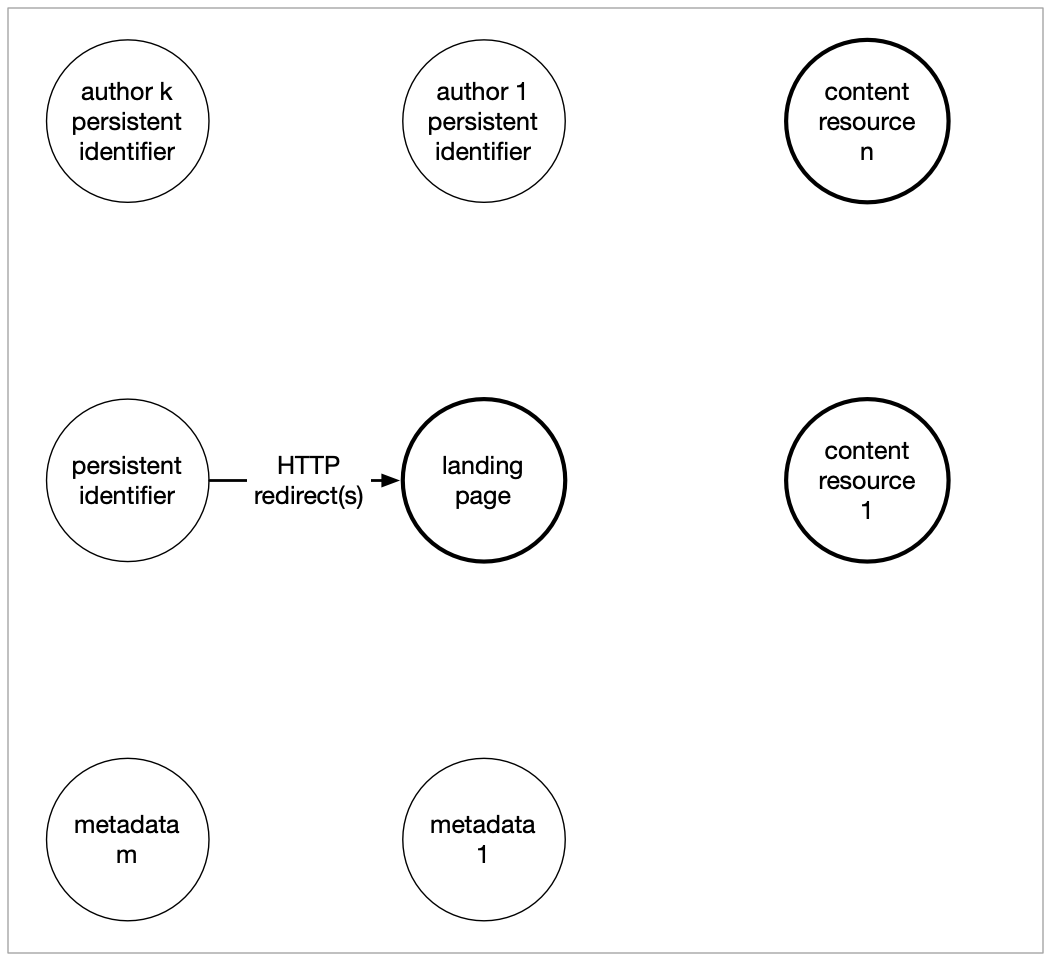 author k
persistent
identifier
author 1
persistent
identifier
content
resource
n
persistent
identifier
HTTP
redirect(s)
landing
page
content
resource
1
metadata
m
metadata
1